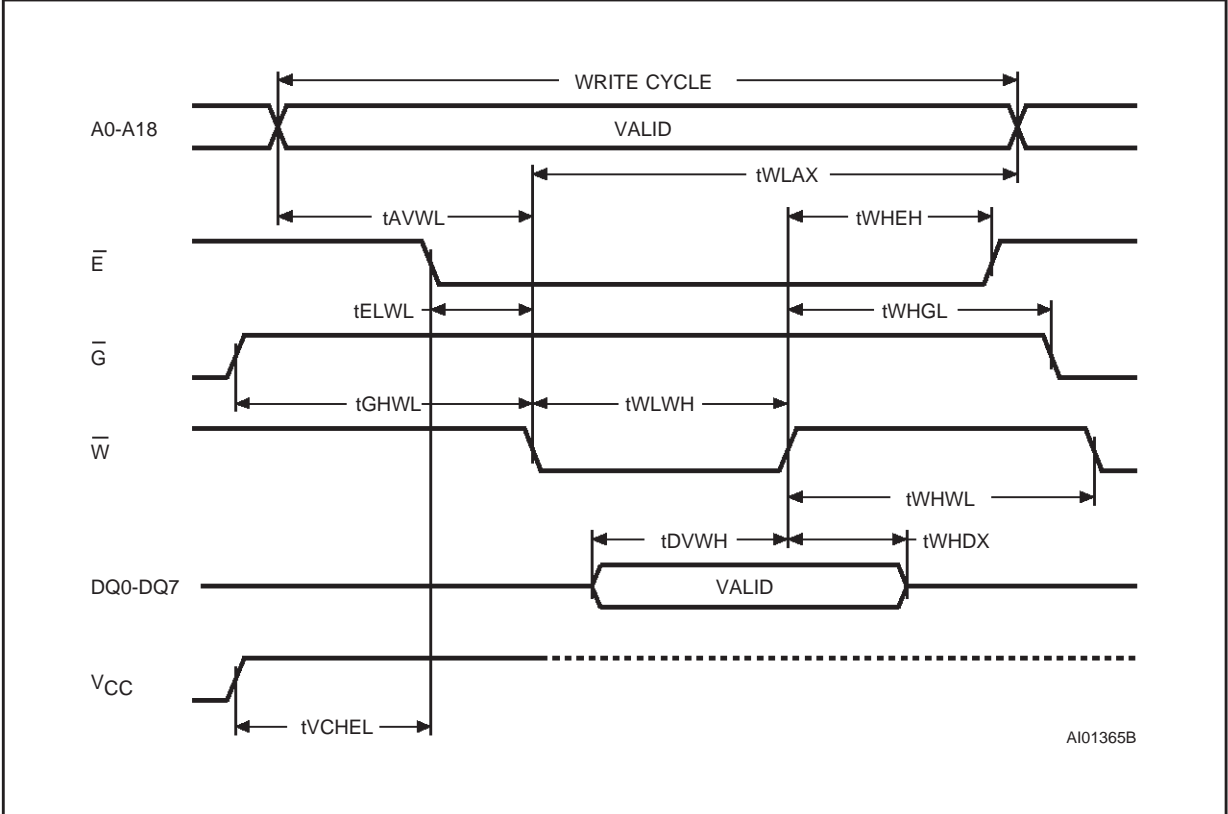 WRITE CYCLE
A0-A18
VALID
tWLAX
tAVWL
tWHEH
E̅
tELWL
tWHGL
G̅
tGHWL
tWLWH
W̅
tWHWL
tDVWH
tWHDX
DQ0-DQ7
VALID
VCC
tVCHEL
AI01365B